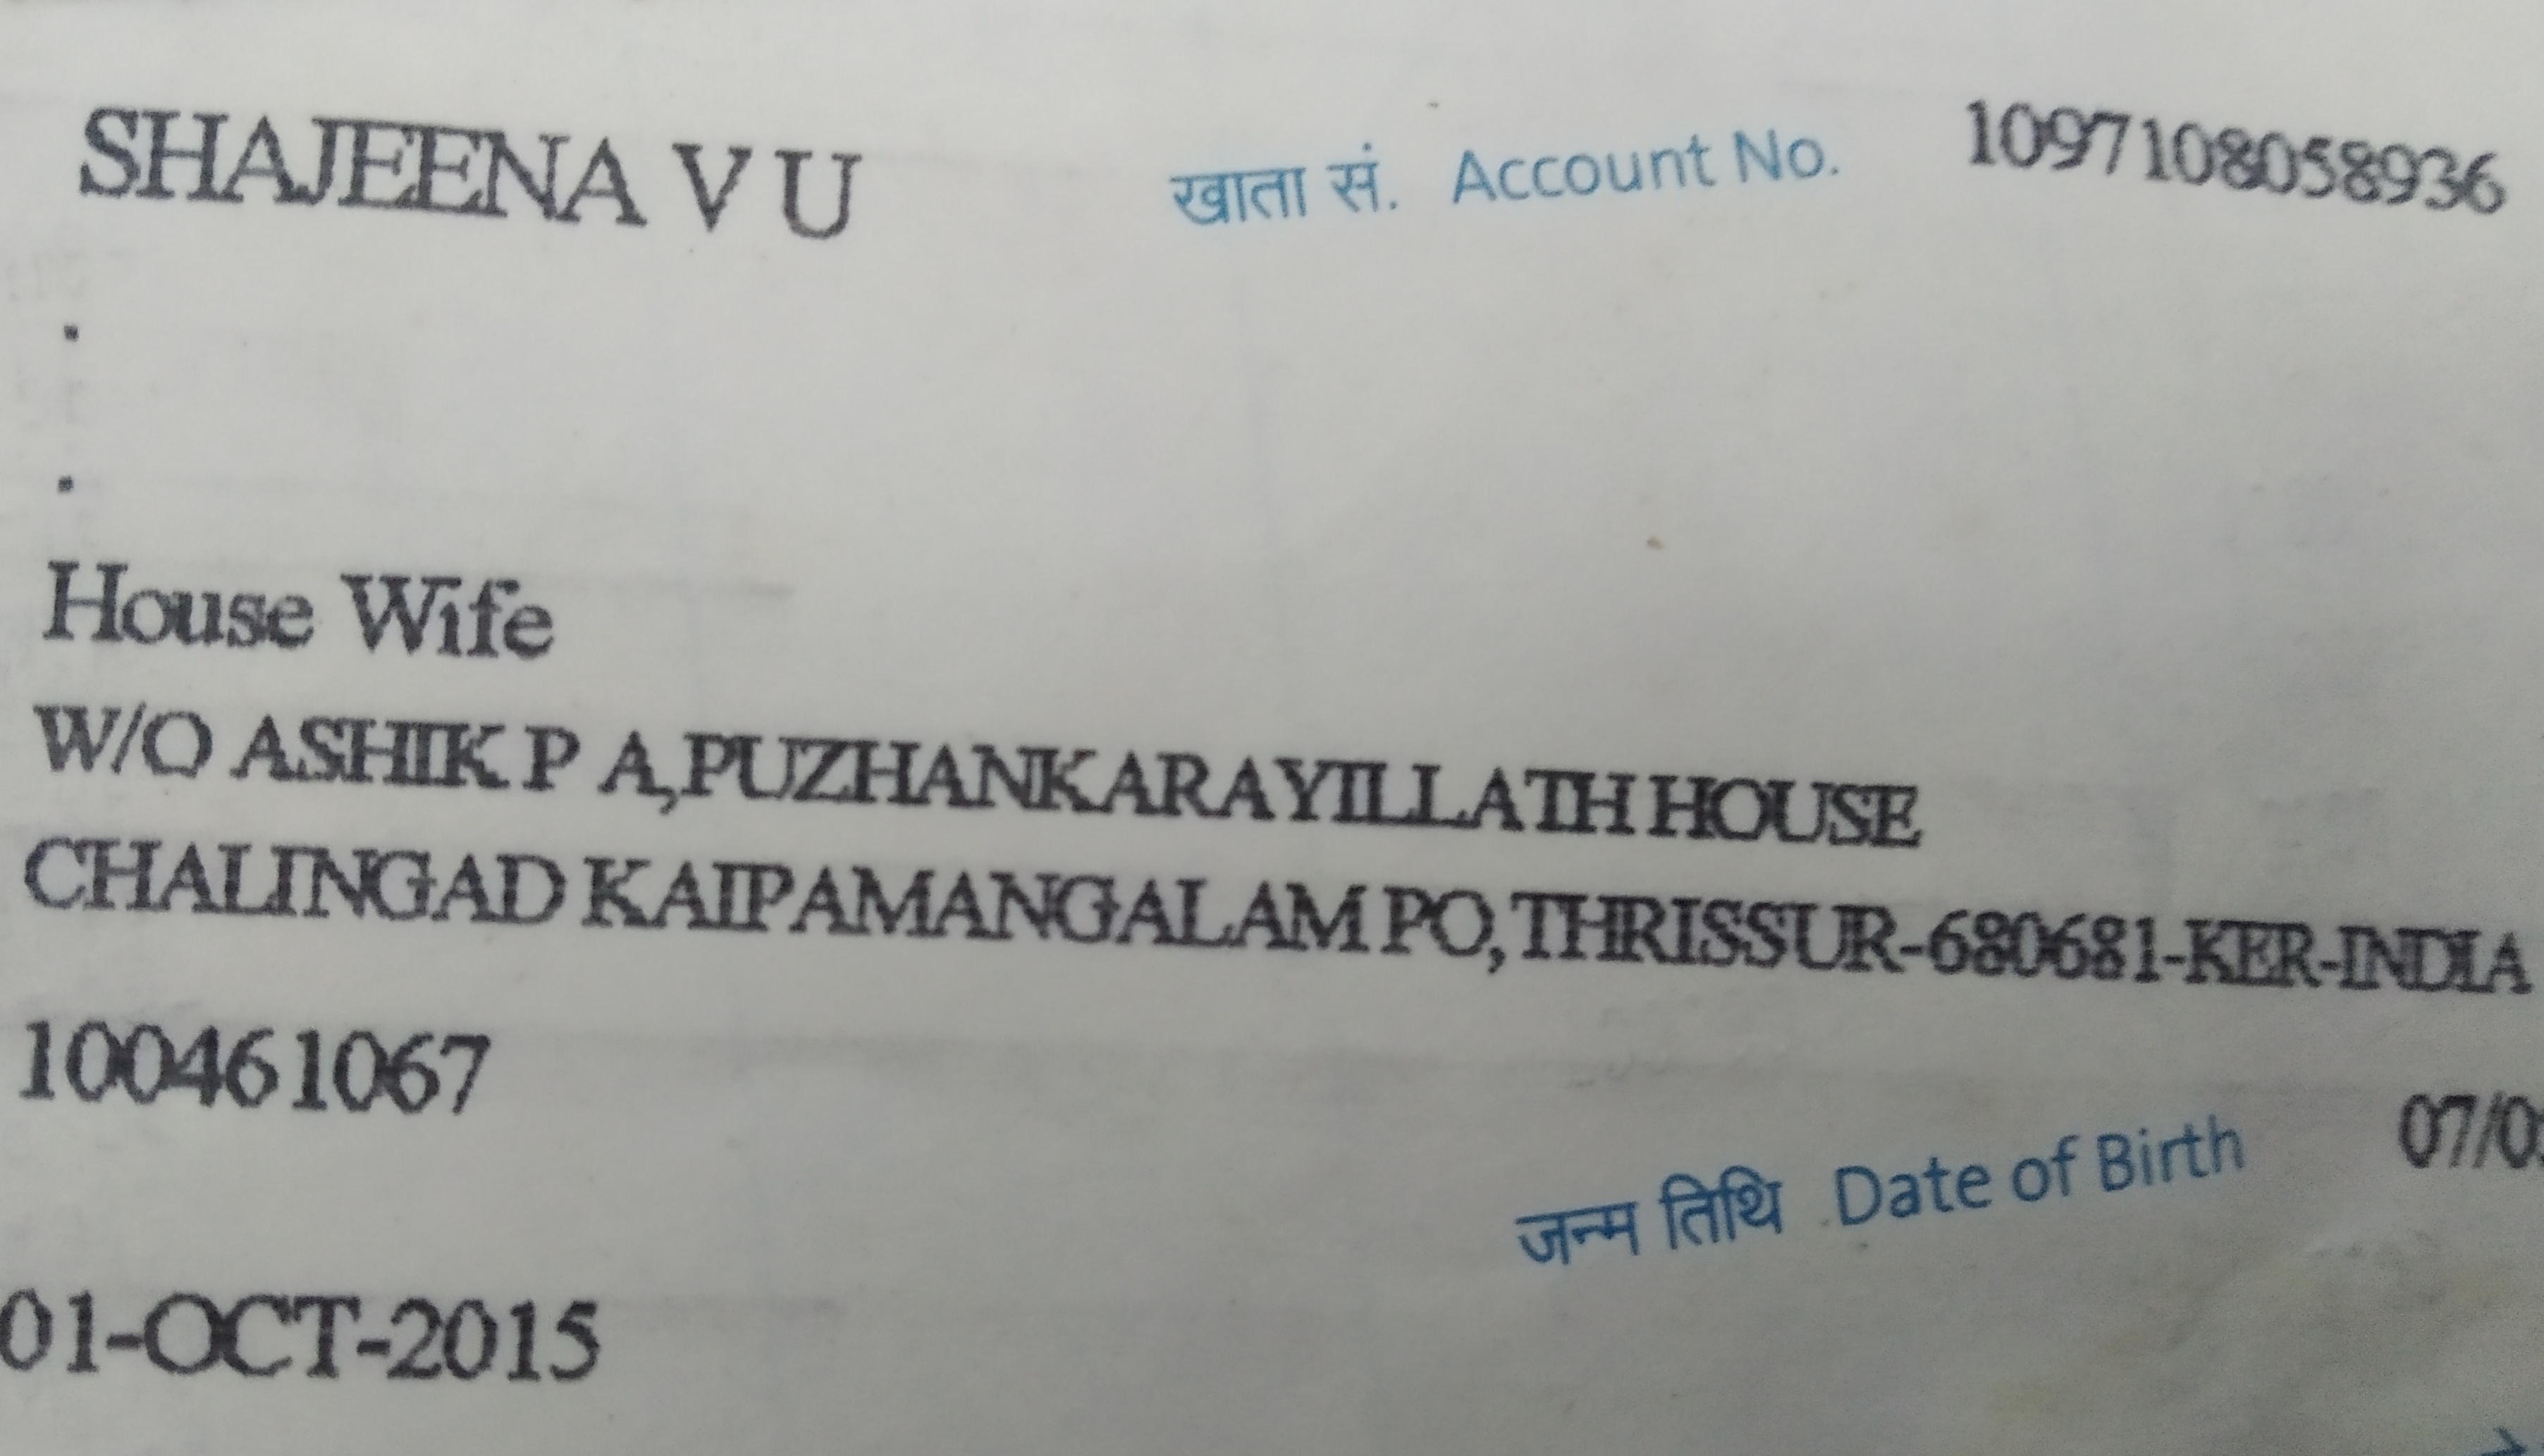 SHAJEENA V U खाता सं. Account No. 1097108058936
.
.
House Wife
W/O ASHIK P A,PUZHANKARAYILLATH HOUSE
CHALINGAD KAIPAMANGALAM PO,THRISSUR-680681-KER-INDIA
100461067
जन्म तिथि Date of Birth 07/0
01-OCT-2015